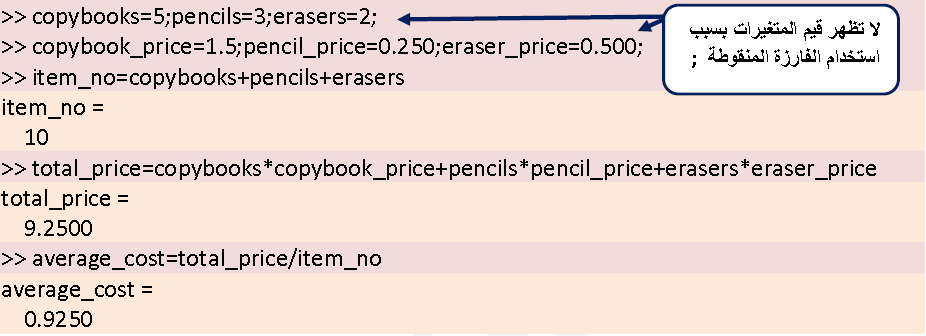 >> copybooks=5;pencils=3;erasers=2;
لا تظهر قيم المتغيرات بسبب
استخدام الفارزة المنقوطة ;
>> copybook_price=1.5;pencil_price=0.250;eraser_price=0.500;
>> item_no=copybooks+pencils+erasers
item_no =
10
>> total_price=copybooks*copybook_price+pencils*pencil_price+erasers*eraser_price
total_price =
9.2500
>> average_cost=total_price/item_no
average_cost =
0.9250